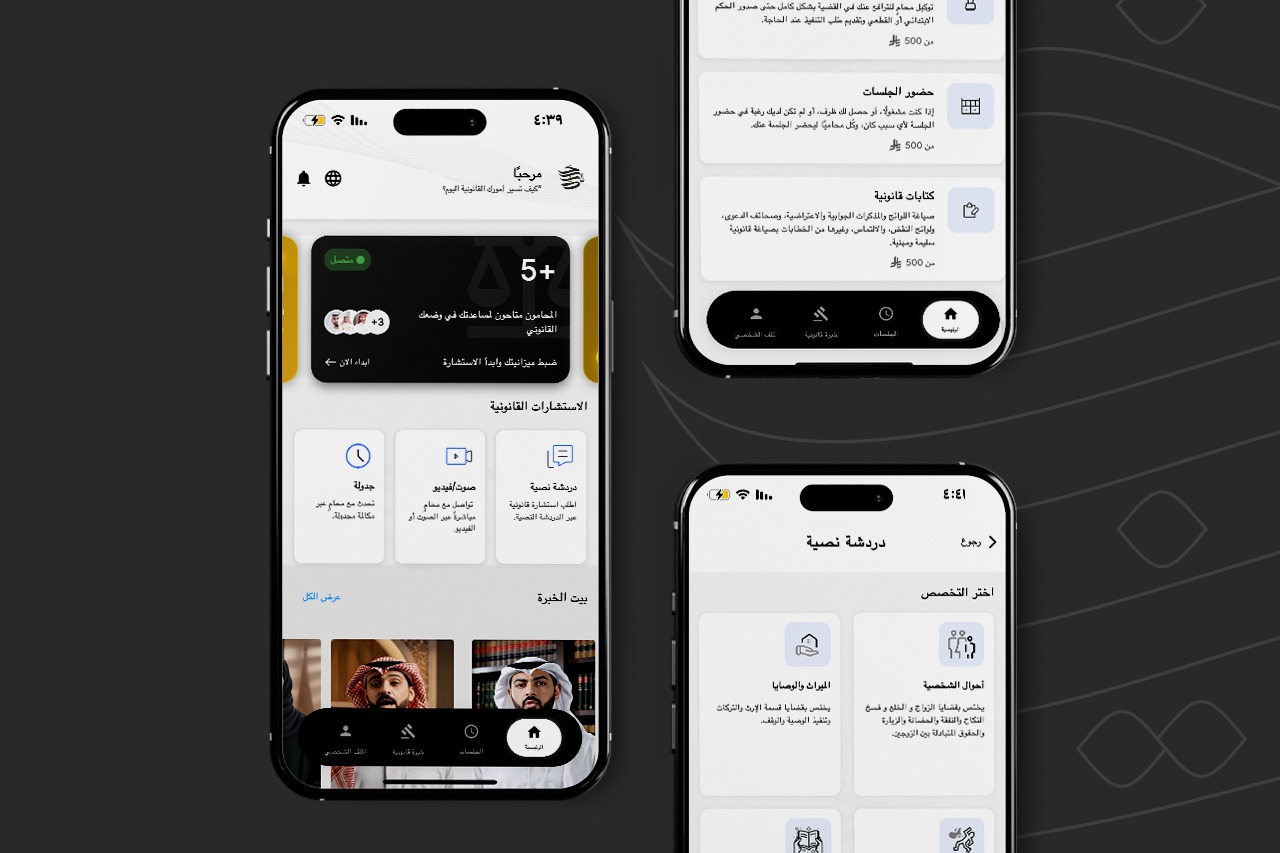 ٤:٣٩
مرحبًا
كيف تسير أمورك القانونية اليوم؟
متصل
5+
+3
المحامون متاحون لمساعدتك في وضعك
القانوني
ضبط ميزانيتك وابدأ الاستشارة
ابداء الان
الاستشارات القانونية
دردشة نصية
اطلب استشارة قانونية
عبر الدردشة النصية.
صوت/فيديو
تواصل مع محامٍ
مباشرةً عبر الصوت أو
الفيديو.
جدولة
تحدث مع محامٍ عبر
مكالمة مجدولة.
بيت الخبرة
عرض الكل
الرئيسية
الجلسات
خبرة قانونية
الملف الشخصي
توكيل محامٍ للترافع عنك في القضية بشكل كامل حتى صدور الحكم
الابتدائي أو القطعي وتقديم طلب التنفيذ عند الحاجة.
من 500
حضور الجلسات
إذا كنت مشغولًا، أو حصل لك ظرف، أو لم تكن لديك رغبة في حضور
الجلسة لأي سبب كان، وكّل محاميًا ليحضر الجلسة عنك.
من 500
كتابات قانونية
صياغة اللوائح والمذكرات الجوابية والاعتراضية، وصحائف الدعوى،
ولوائح النقض، والالتماس، وغيرها من الخطابات بصياغة قانونية
سليمة ومهنية.
من 500
الرئيسية
الجلسات
خبرة قانونية
الملف الشخصي
٤:٤١
رجوع
دردشة نصية
اختر التخصص
أحوال الشخصية
يختص بقضايا الزواج و الخلع و فسخ
النكاح والنفقة والحضانة والزيارة
والحقوق المتبادلة بين الزوجين.
الميراث والوصايا
يختص بقضايا قسمة الإرث والتركات
وتنفيذ الوصية والوقف.